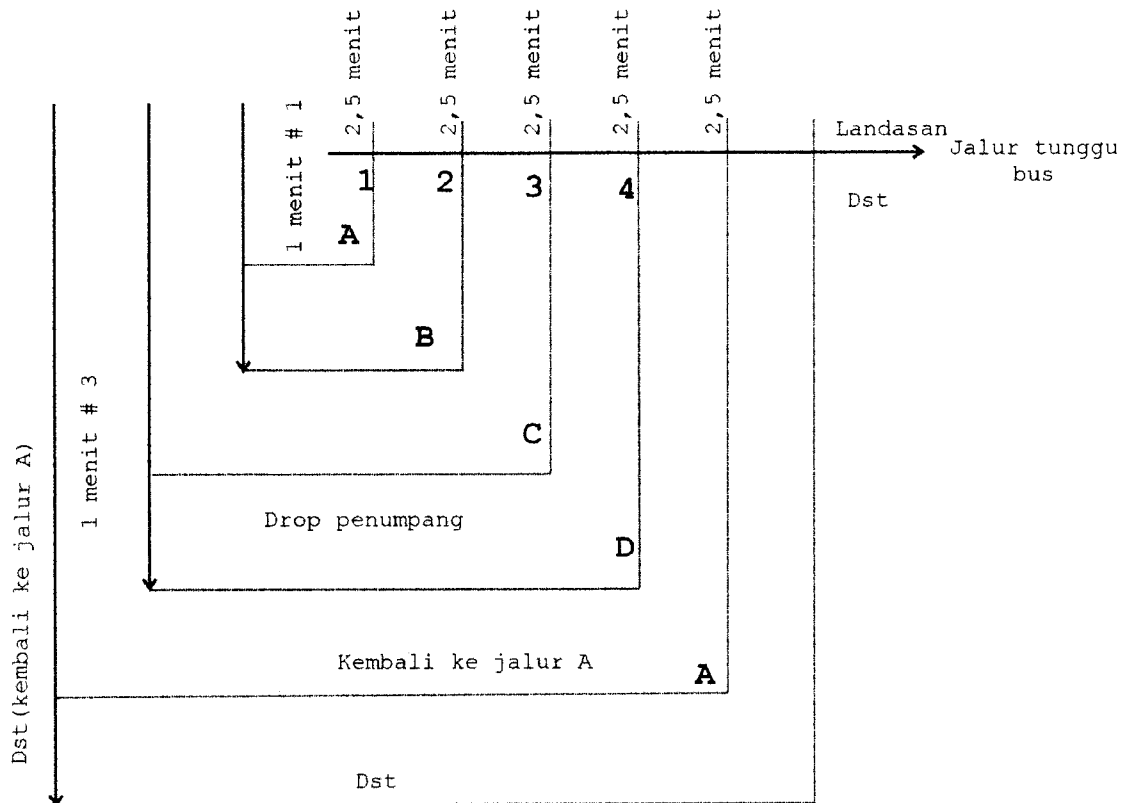 2,5 menit
2,5 menit
2,5 menit
2,5 menit
2,5 menit
1 menit # 1
Landasan
Jalur tunggu
bus
Dst
1
2
3
4
A
B
C
Drop penumpang
D
1 menit # 3
Dst(kembali ke jalur A)
Kembali ke jalur A
A
Dst